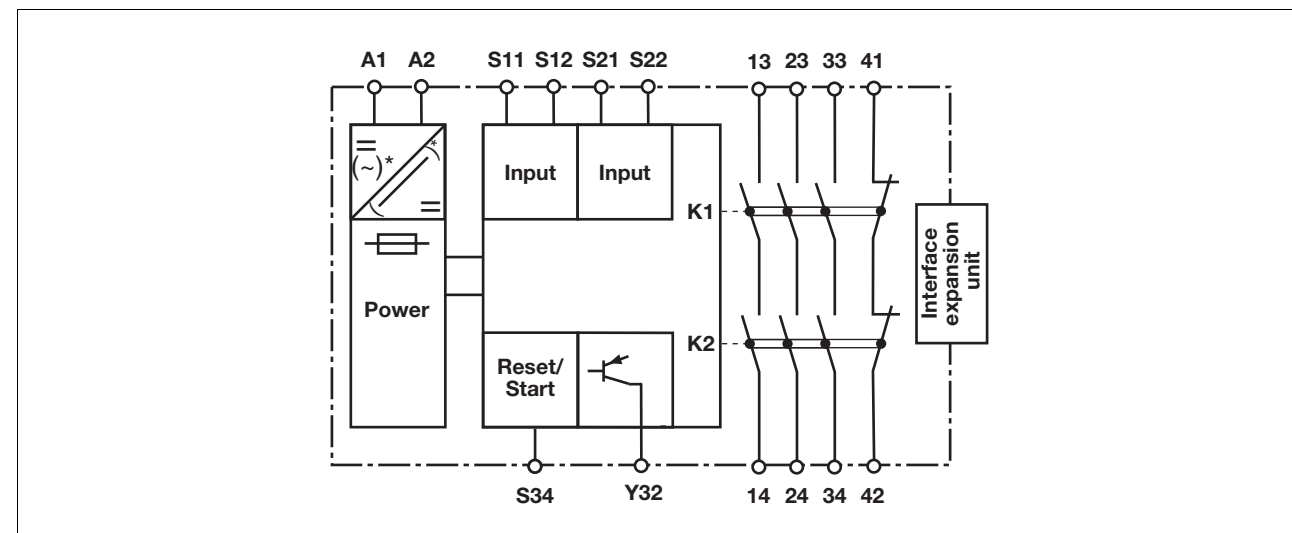 A1 A2 S11 S12 S21 S22 13 23 33 41
=
(~)*
*
=
Input Input
K1
Interface
expansion
unit
Power
K2
Reset/
Start
S34 Y32 14 24 34 42